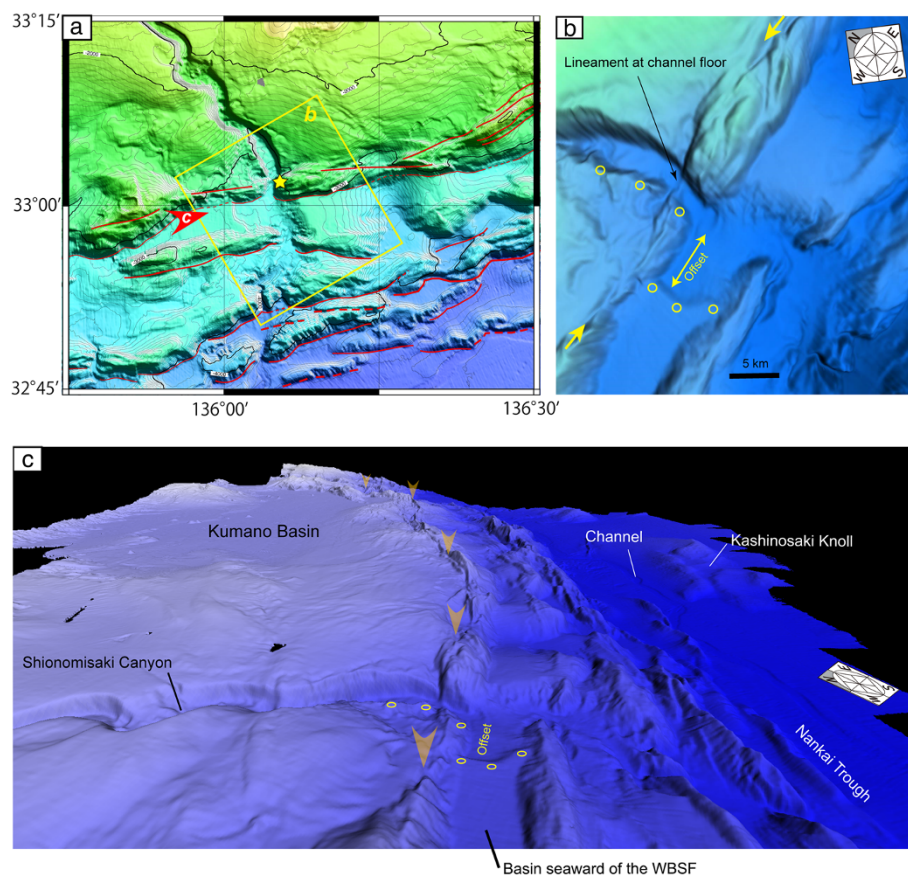 a
33°15'
33°00'
32°45'
136°00'
136°30'
b
c
-2000
b
Lineament at channel floor
N
E
W
S
Offset
5 km
c
Kumano Basin
Channel
Kashinosaki Knoll
Shionomisaki Canyon
Offset
Nankai Trough
Basin seaward of the WBSF